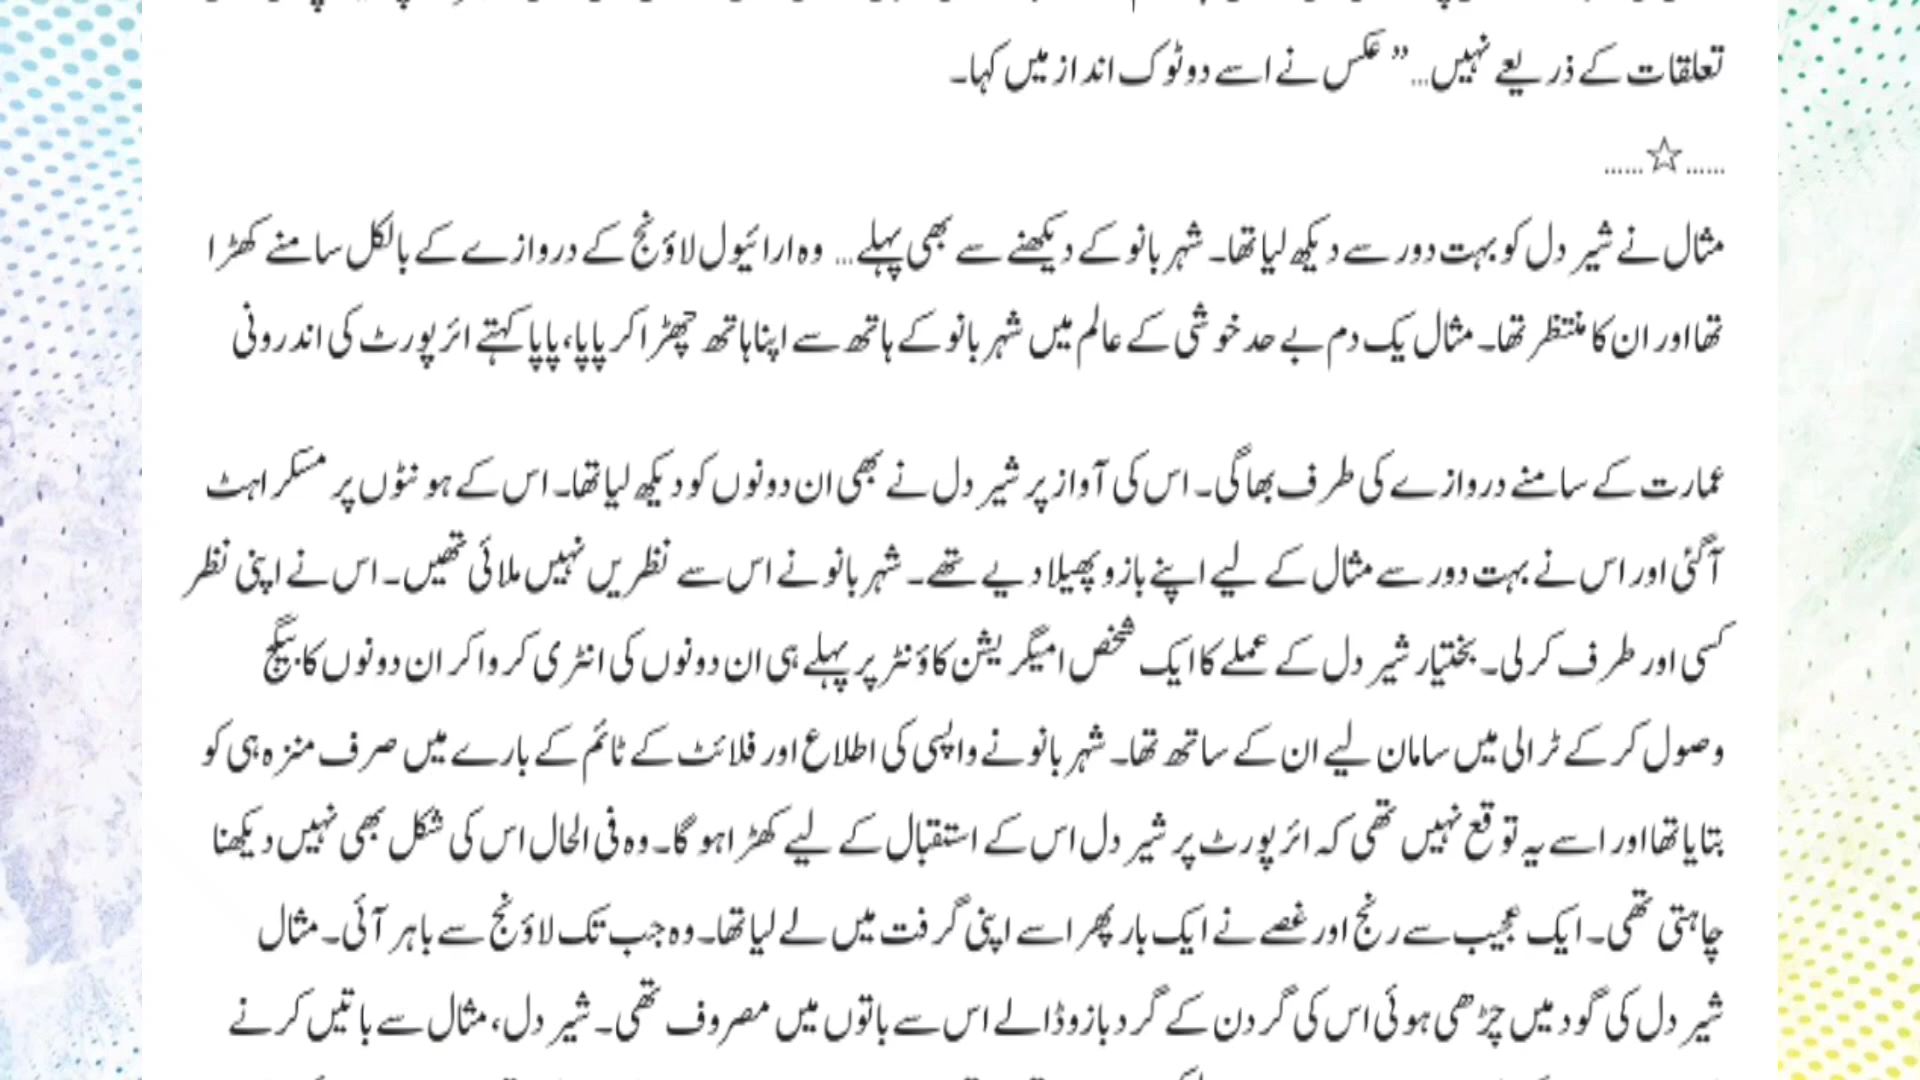 تعلقات کے ذریعے نہیں…” عکس نے اسے دو ٹوک انداز میں کہا۔
……☆……
مثال نے شیر دل کو بہت دور سے دیکھ لیا تھا۔ شہر بانو کے دیکھنے سے بھی پہلے… وہ ارائیول لاؤنج کے دروازے کے بالکل سامنے کھڑا
تھا اور ان کا منتظر تھا۔ مثال یک دم بے حد خوشی کے عالم میں شہر بانو کے ہاتھ سے اپنا ہاتھ چھڑا کر پاپا، پاپا کہتے ائر پورٹ کی اندرونی
عمارت کے سامنے دروازے کی طرف بھاگی۔ اس کی آواز پر شیر دل نے بھی ان دونوں کو دیکھ لیا تھا۔ اس کے ہونٹوں پر مسکراہٹ
آگئی اور اس نے بہت دور سے مثال کے لیے اپنے بازو پھیلا دیے تھے۔ شہر بانو نے اس سے نظریں نہیں ملائی تھیں۔ اس نے اپنی نظر
کسی اور طرف کرلی۔ بختیار شیر دل کے عملے کا ایک شخص امیگریشن کاؤنٹر پر پہلے ہی ان دونوں کی انٹری کروا کر ان دونوں کا بیگیج
وصول کر کے ٹرالی میں سامان لیے ان کے ساتھ تھا۔ شہر بانو نے واپسی کی اطلاع اور فلائٹ کے ٹائم کے بارے میں صرف منزہ ہی کو
بتایا تھا اور اسے یہ توقع نہیں تھی کہ ائر پورٹ پر شیر دل اس کے استقبال کے لیے کھڑا ہو گا۔ وہ فی الحال اس کی شکل بھی نہیں دیکھنا
چاہتی تھی۔ ایک عجیب سے رنج اور غصے نے ایک بار پھر اسے اپنی گرفت میں لے لیا تھا۔ وہ جب تک لاؤنج سے باہر آئی۔ مثال
شیر دل کی گود میں چڑھی ہوئی اس کی گردن کے گرد بازو ڈالے اس سے باتوں میں مصروف تھی۔ شیر دل، مثال سے باتیں کرنے